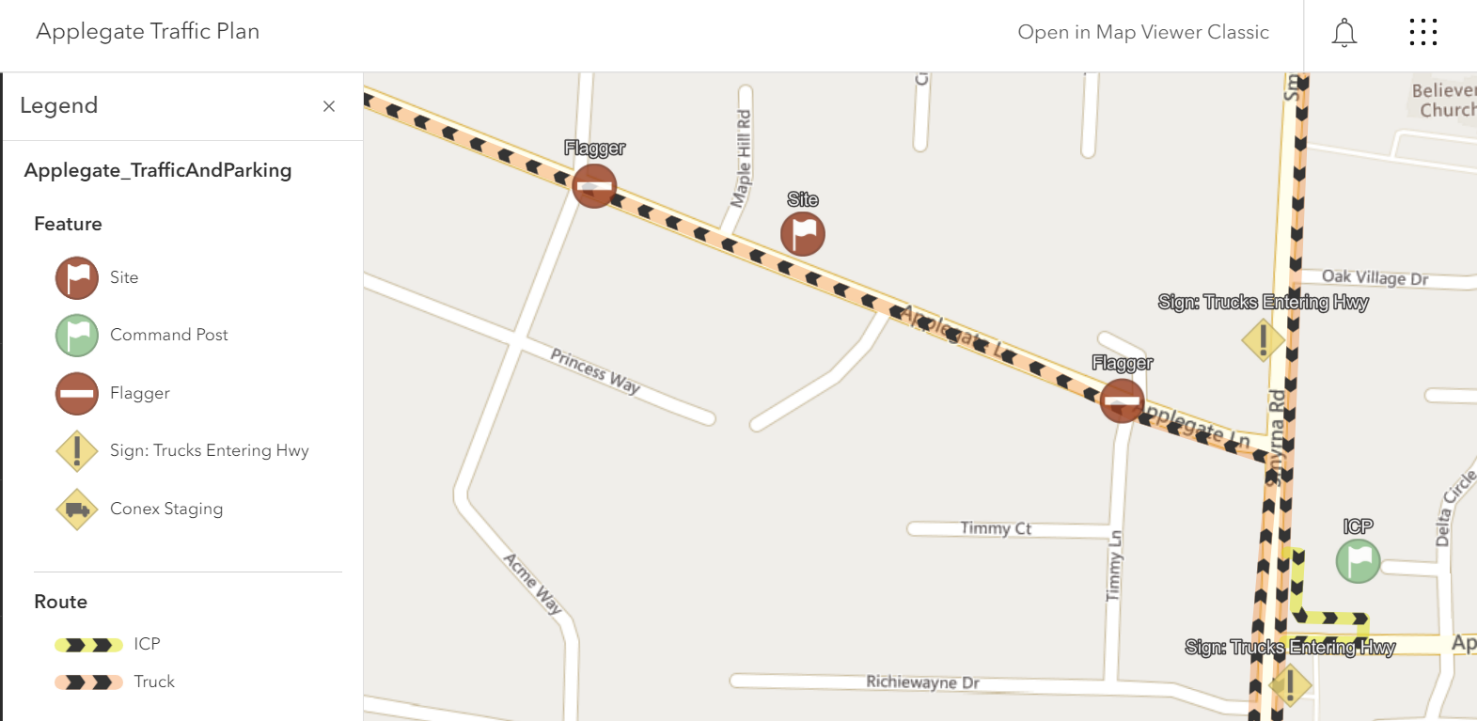 Applegate Traffic Plan
Open in Map Viewer Classic
Legend
Applegate_TrafficAndParking
Feature
Site
Command Post
Flagger
Sign: Trucks Entering Hwy
Conex Staging
Route
ICP
Truck
Sm
Believer
Church
Flagger
Maple Hill Rd
Site
Oak Village Dr
Sign: Trucks Entering Hwy
Applegate Ln
Princess Way
Flagger
Applegate Ln
Smyrna Rd
Delta Circle
ICP
Timmy Ct
Timmy Ln
Acme Way
Sign: Trucks Entering Hwy
Ap
Richiewayne Dr